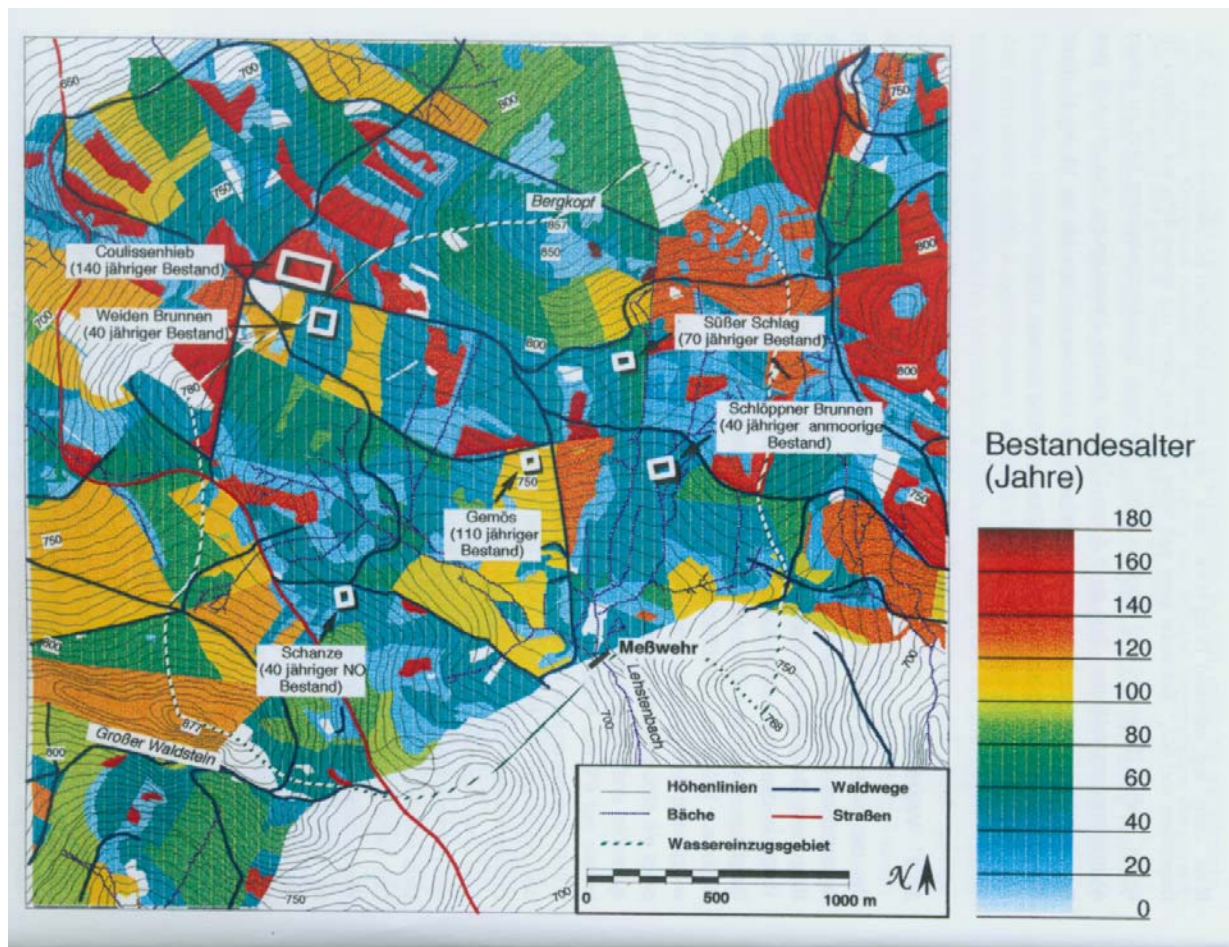 650
700
800
750
750
Bergkopf
857
850
750
800
Coulissenhieb
(140 jähriger Bestand)
Weiden Brunnen
(40 jähriger Bestand)
700
Süßer Schlag
(70 jähriger Bestand)
800
800
780
Schlöppner Brunnen
(40 jähriger anmoorige
Bestand)
750
750
Gemös
(110 jähriger
Bestand)
750
Schanze
(40 jähriger NO
Bestand)
800
Meßwehr
Lehstenbach
700
750
768
700
877
Großer Waldstein
800
750
700
Höhenlinien
Waldwege
Bäche
Straßen
Wassereinzugsgebiet
N
0 500 1000 m
Bestandesalter
(Jahre)
180
160
140
120
100
80
60
40
20
0